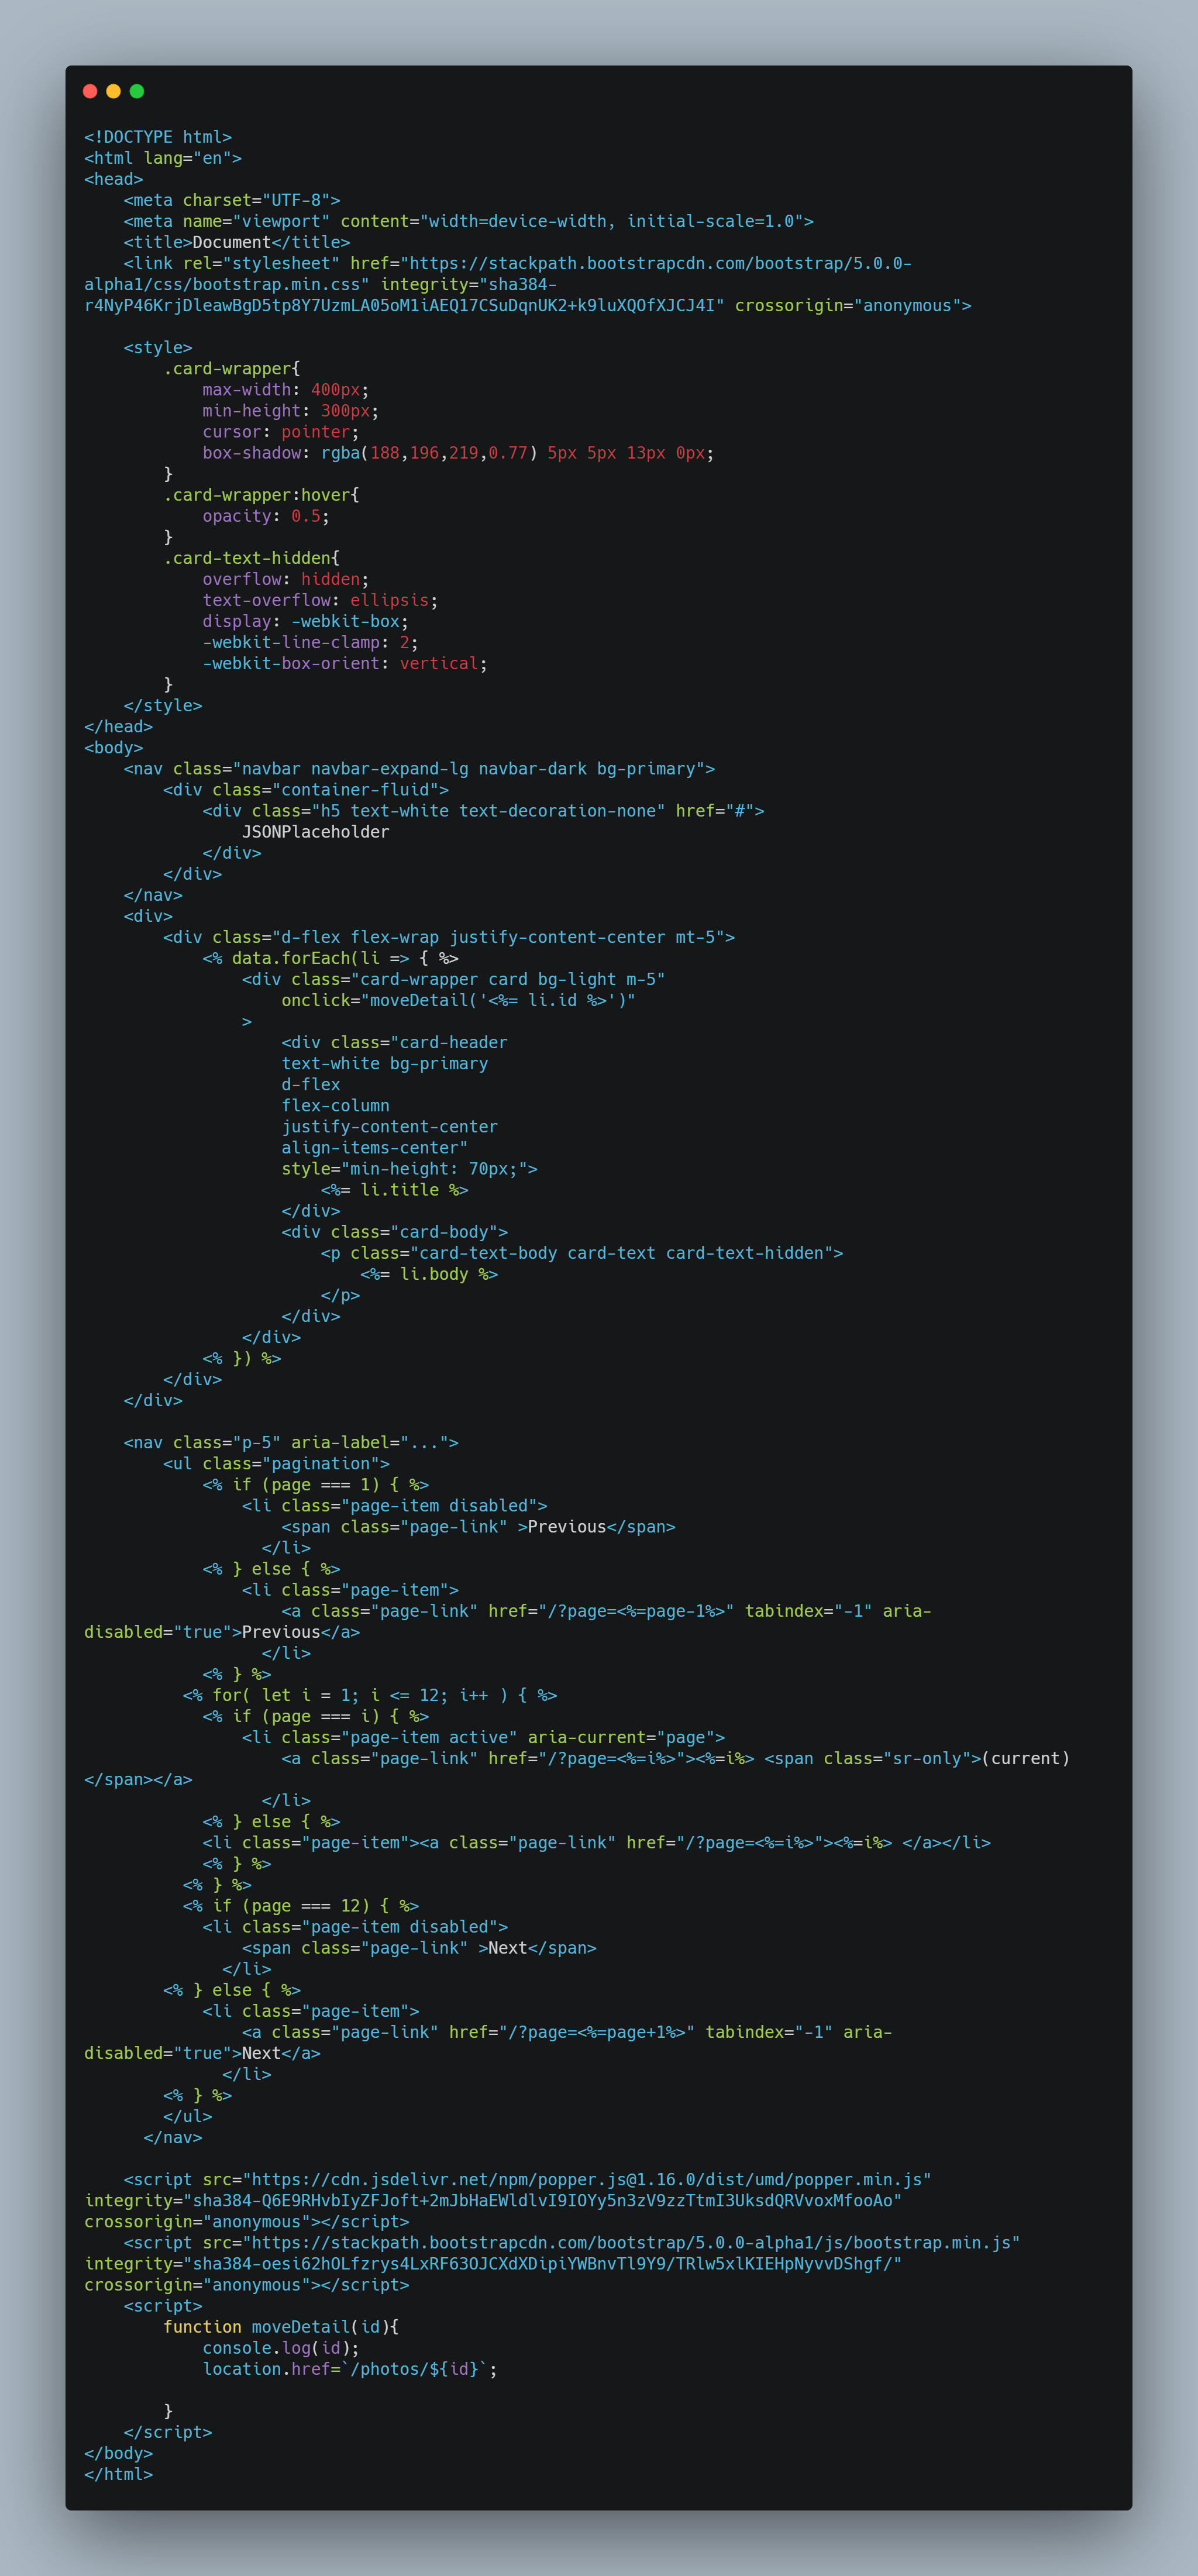 <!DOCTYPE html>
<html lang="en">
<head>
    <meta charset="UTF-8">
    <meta name="viewport" content="width=device-width, initial-scale=1.0">
    <title>Document</title>
    <link rel="stylesheet" href="https://stackpath.bootstrapcdn.com/bootstrap/5.0.0-
alpha1/css/bootstrap.min.css" integrity="sha384-
r4NyP46KrjDleawBgD5tp8Y7UzmLA05oM1iAEQ17CSuDqnUK2+k9luXQOfXJCJ4I" crossorigin="anonymous">

    <style>
        .card-wrapper{
            max-width: 400px;
            min-height: 300px;
            cursor: pointer;
            box-shadow: rgba(188,196,219,0.77) 5px 5px 13px 0px;
        }
        .card-wrapper:hover{
            opacity: 0.5;
        }
        .card-text-hidden{
            overflow: hidden;
            text-overflow: ellipsis;
            display: -webkit-box;
            -webkit-line-clamp: 2;
            -webkit-box-orient: vertical;
        }
    </style>
</head>
<body>
    <nav class="navbar navbar-expand-lg navbar-dark bg-primary">
        <div class="container-fluid">
            <div class="h5 text-white text-decoration-none" href="#">
                JSONPlaceholder
            </div>
        </div>
    </nav>
    <div>
        <div class="d-flex flex-wrap justify-content-center mt-5">
            <% data.forEach(li => { %>
                <div class="card-wrapper card bg-light m-5"
                    onclick="moveDetail('<%= li.id %>')"
                >
                    <div class="card-header
                    text-white bg-primary
                    d-flex
                    flex-column
                    justify-content-center
                    align-items-center"
                    style="min-height: 70px;">
                        <%= li.title %>
                    </div>
                    <div class="card-body">
                        <p class="card-text-body card-text card-text-hidden">
                            <%= li.body %>
                        </p>
                    </div>
                </div>
            <% }) %>
        </div>
    </div>

    <nav class="p-5" aria-label="...">
        <ul class="pagination">
            <% if (page === 1) { %>
                <li class="page-item disabled">
                    <span class="page-link" >Previous</span>
                  </li>
            <% } else { %>
                <li class="page-item">
                    <a class="page-link" href="/?page=<%=page-1%>" tabindex="-1" aria-
disabled="true">Previous</a>
                  </li>
            <% } %>
          <% for( let i = 1; i <= 12; i++ ) { %>
            <% if (page === i) { %>
                <li class="page-item active" aria-current="page">
                    <a class="page-link" href="/?page=<%=i%>"><%=i%> <span class="sr-only">(current)
</span></a>
                  </li>
            <% } else { %>
            <li class="page-item"><a class="page-link" href="/?page=<%=i%>"><%=i%> </a></li>
            <% } %>
          <% } %>
          <% if (page === 12) { %>
            <li class="page-item disabled">
                <span class="page-link" >Next</span>
              </li>
        <% } else { %>
            <li class="page-item">
                <a class="page-link" href="/?page=<%=page+1%>" tabindex="-1" aria-
disabled="true">Next</a>
              </li>
        <% } %>
        </ul>
      </nav>

    <script src="https://cdn.jsdelivr.net/npm/popper.js@1.16.0/dist/umd/popper.min.js"
integrity="sha384-Q6E9RHvbIyZFJoft+2mJbHaEWldlvI9IOYy5n3zV9zzTtmI3UksdQRVvoxMfooAo"
crossorigin="anonymous"></script>
    <script src="https://stackpath.bootstrapcdn.com/bootstrap/5.0.0-alpha1/js/bootstrap.min.js"
integrity="sha384-oesi62hOLfzrys4LxRF63OJCXdXDipiYWBnvTl9Y9/TRlw5xlKIEHpNyvvDShgf/"
crossorigin="anonymous"></script>
    <script>
        function moveDetail(id){
            console.log(id);
            location.href=`/photos/${id}`;

        }
    </script>
</body>
</html>